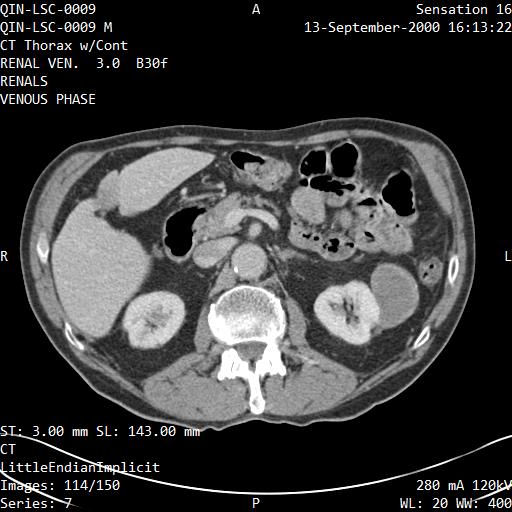 QIN-LSC-0009
A
Sensation 16
QIN-LSC-0009 M
13-September-2000 16:13:22
CT Thorax w/Cont
RENAL VEN. 3.0 B30f
RENALS
VENOUS PHASE
R
L
ST: 3.00 mm SL: 143.00 mm
CT
LittleEndianImplicit
Images: 114/150
280 mA 120kV
Series: 7
P
WL: 20 WW: 400